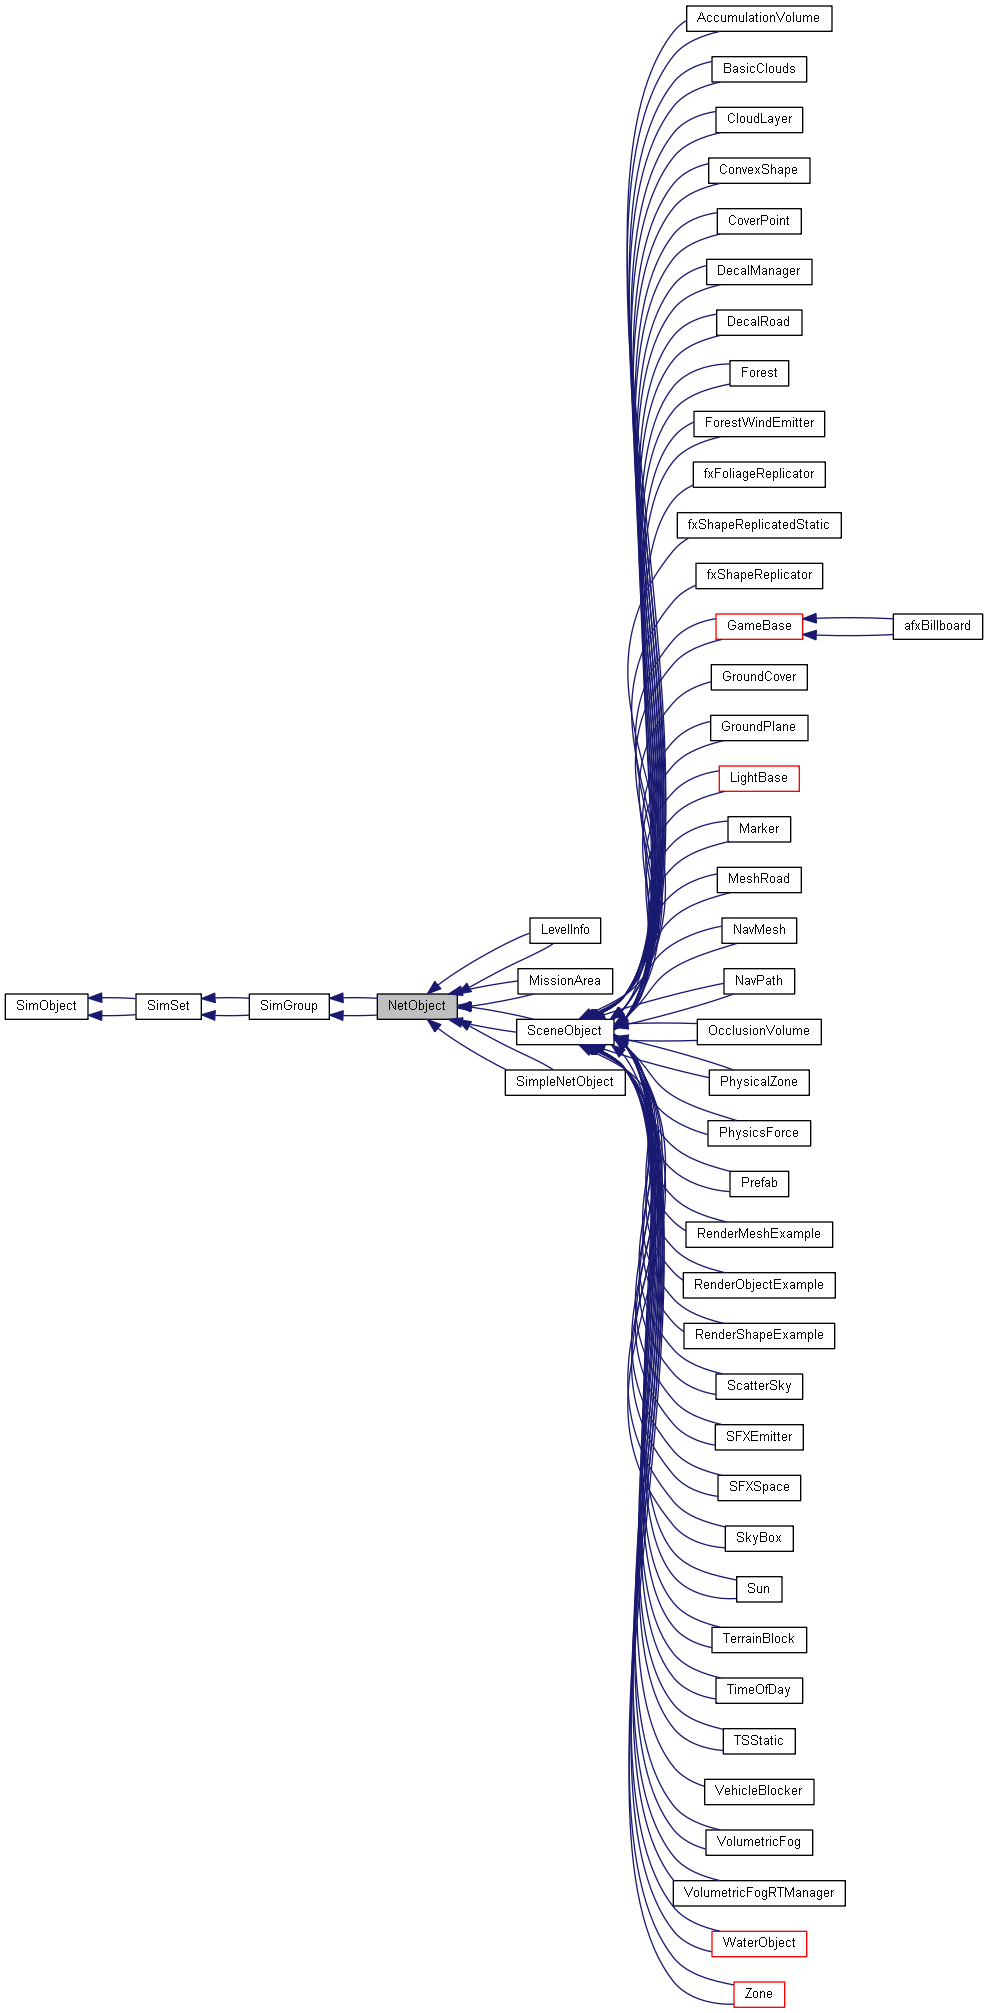 AccumulationVolume
BasicClouds
CloudLayer
ConvexShape
CoverPoint
DecalManager
DecalRoad
Forest
ForestWindEmitter
fxFoliageReplicator
fxShapeReplicatedStatic
fxShapeReplicator
GameBase
afxBillboard
GroundCover
GroundPlane
LightBase
Marker
MeshRoad
LevelInfo
NavMesh
MissionArea
NavPath
SimObject
SimSet
SimGroup
NetObject
SceneObject
OcclusionVolume
SimpleNetObject
PhysicalZone
PhysicsForce
Prefab
RenderMeshExample
RenderObjectExample
RenderShapeExample
ScatterSky
SFXEmitter
SFXSpace
SkyBox
Sun
TerrainBlock
TimeOfDay
TSStatic
VehicleBlocker
VolumetricFog
VolumetricFogRTManager
WaterObject
Zone